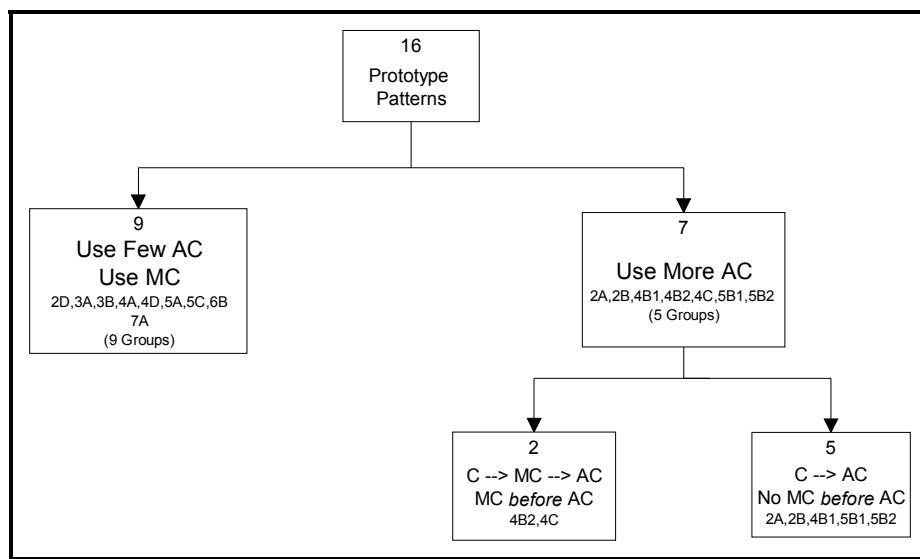 16
Prototype
Patterns
9
Use Few AC
Use MC
2D,3A,3B,4A,4D,5A,5C,6B
7A
(9 Groups)
7
Use More AC
2A,2B,4B1,4B2,4C,5B1,5B2
(5 Groups)
2
C --> MC --> AC
MC before AC
4B2,4C
5
C --> AC
No MC before AC
2A,2B,4B1,5B1,5B2